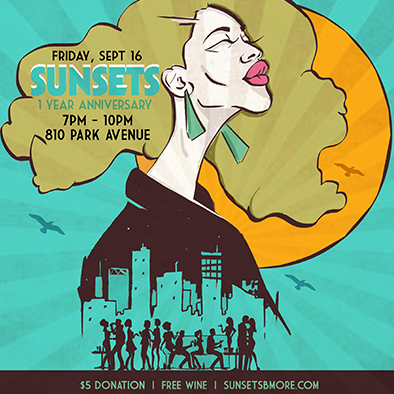 FRIDAY, SEPT 16
SUNSETS
1 YEAR ANNIVERSARY
7PM - 10PM
810 PARK AVENUE
$5 DONATION | FREE WINE | SUNSETSBMORE.COM